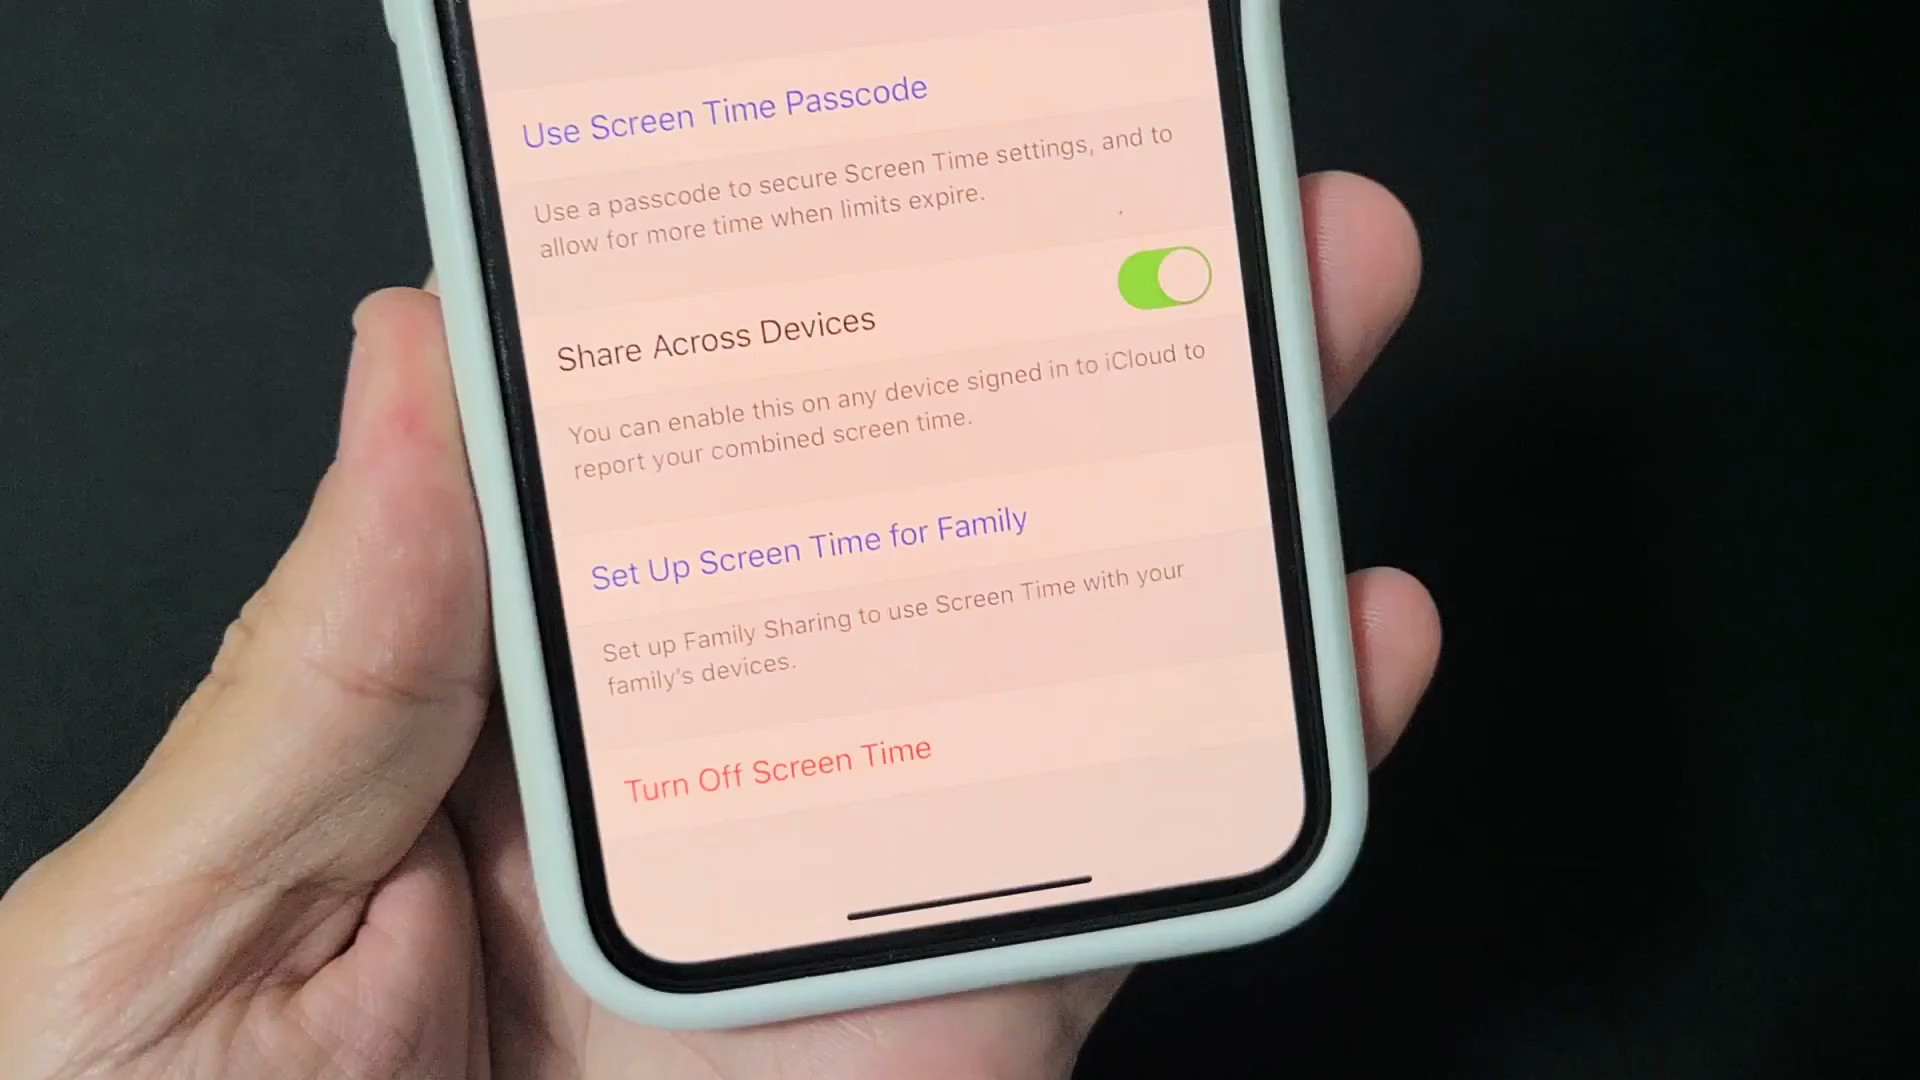 Use Screen Time Passcode
Use a passcode to secure Screen Time settings, and to
allow for more time when limits expire.
Share Across Devices
You can enable this on any device signed in to iCloud to
report your combined screen time.
Set Up Screen Time for Family
Set up Family Sharing to use Screen Time with your
family's devices.
Turn Off Screen Time